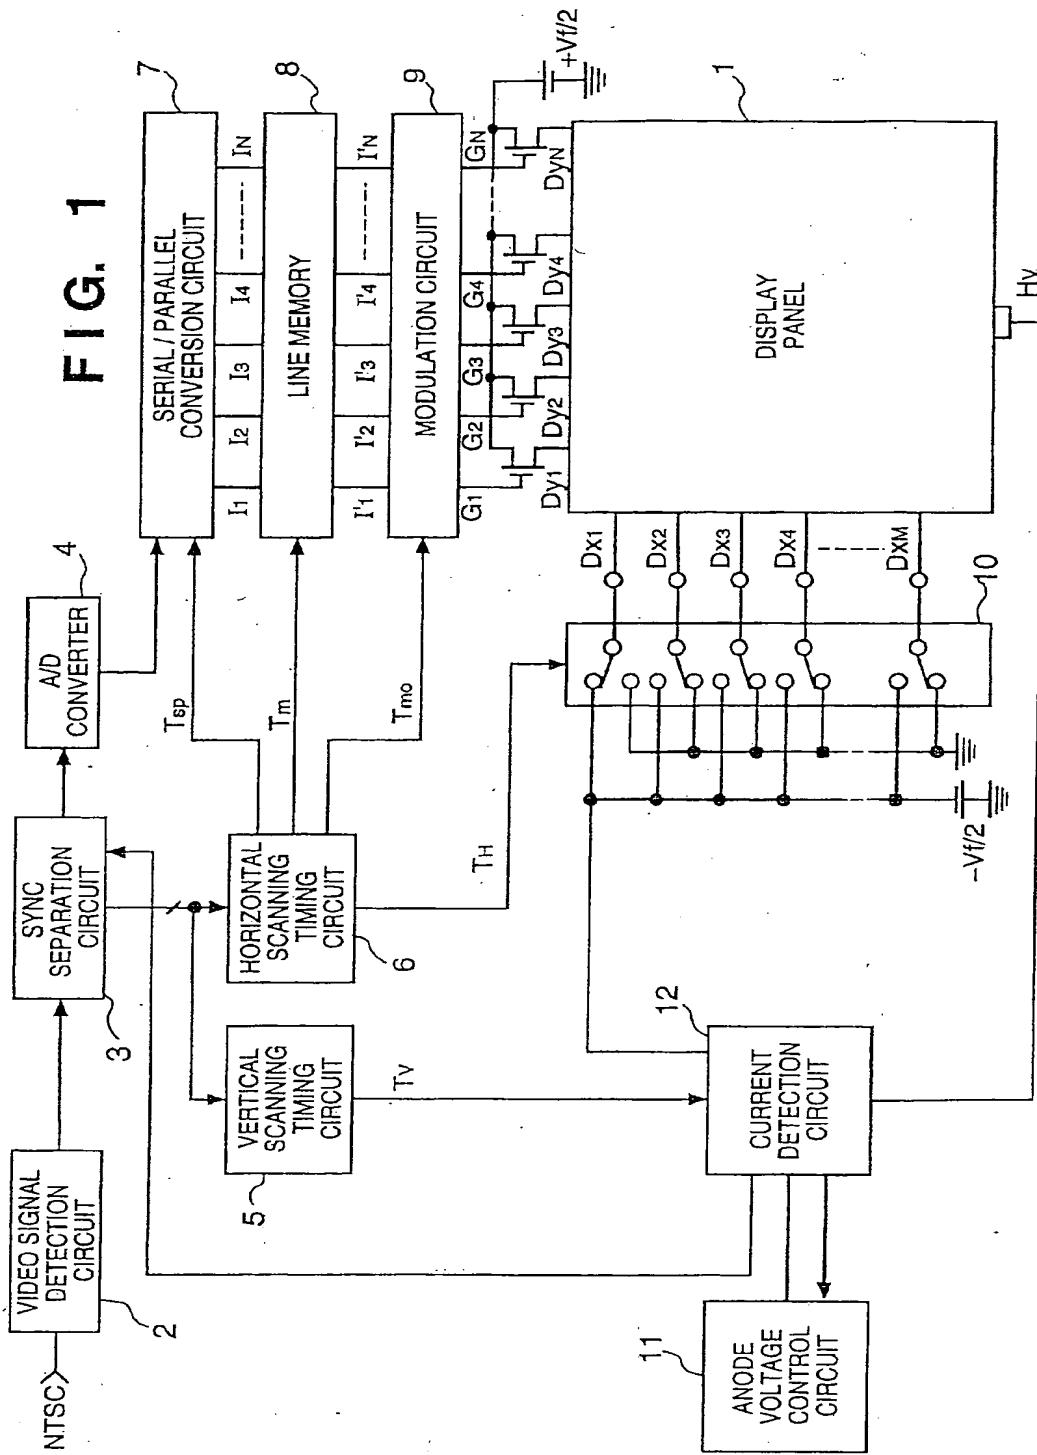 FIG. 1
NTSC
VIDEO SIGNAL
DETECTION
CIRCUIT
2
SYNC
SEPARATION
CIRCUIT
3
A/D
CONVERTER
4
SERIAL / PARALLEL
CONVERSION CIRCUIT
7
I1 I2 I3 I4 IN
LINE MEMORY
8
I'1 I'2 I'3 I'4 I'N
MODULATION CIRCUIT
9
G1 G2 G3 G4 GN
+Vf/2
Dy1 Dy2 Dy3 Dy4 DyN
VERTICAL
SCANNING
TIMING
CIRCUIT
5
HORIZONTAL
SCANNING
TIMING
CIRCUIT
6
Tsp
Tm
Tmo
TV
TH
DISPLAY
PANEL
1
Hv
Dx1
Dx2
Dx3
Dx4
DxM
10
-Vf/2
CURRENT
DETECTION
CIRCUIT
12
ANODE
VOLTAGE
CONTROL
CIRCUIT
11